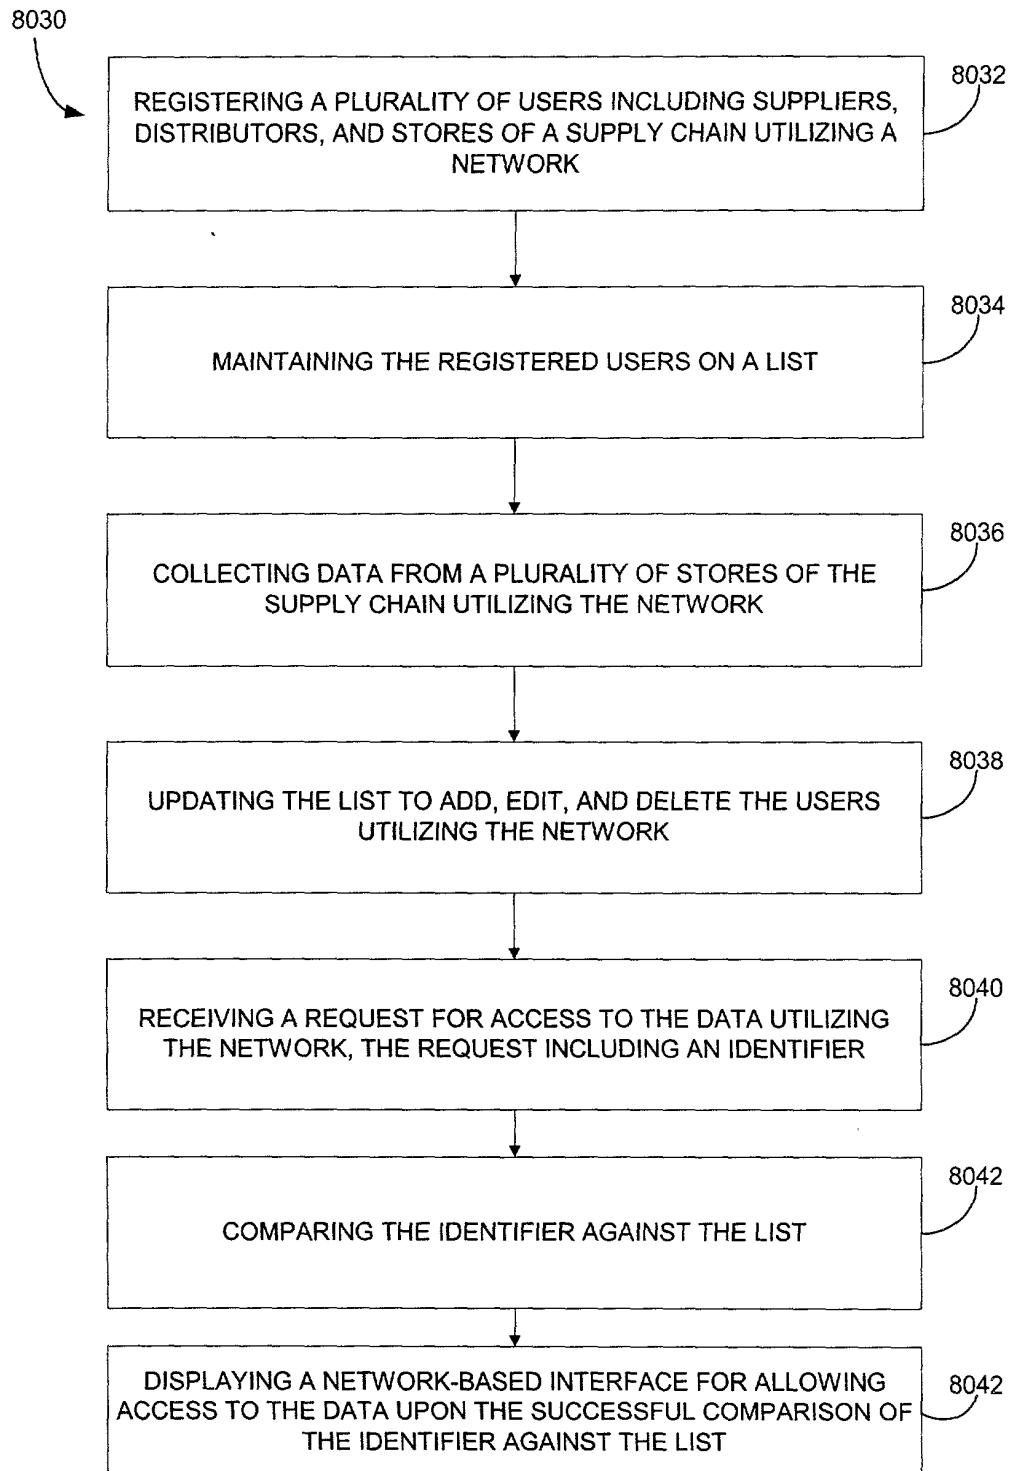 8030
8032
REGISTERING A PLURALITY OF USERS INCLUDING SUPPLIERS,
DISTRIBUTORS, AND STORES OF A SUPPLY CHAIN UTILIZING A
NETWORK
8034
MAINTAINING THE REGISTERED USERS ON A LIST
8036
COLLECTING DATA FROM A PLURALITY OF STORES OF THE
SUPPLY CHAIN UTILIZING THE NETWORK
8038
UPDATING THE LIST TO ADD, EDIT, AND DELETE THE USERS
UTILIZING THE NETWORK
8040
RECEIVING A REQUEST FOR ACCESS TO THE DATA UTILIZING
THE NETWORK, THE REQUEST INCLUDING AN IDENTIFIER
8042
COMPARING THE IDENTIFIER AGAINST THE LIST
8042
DISPLAYING A NETWORK-BASED INTERFACE FOR ALLOWING
ACCESS TO THE DATA UPON THE SUCCESSFUL COMPARISON OF
THE IDENTIFIER AGAINST THE LIST